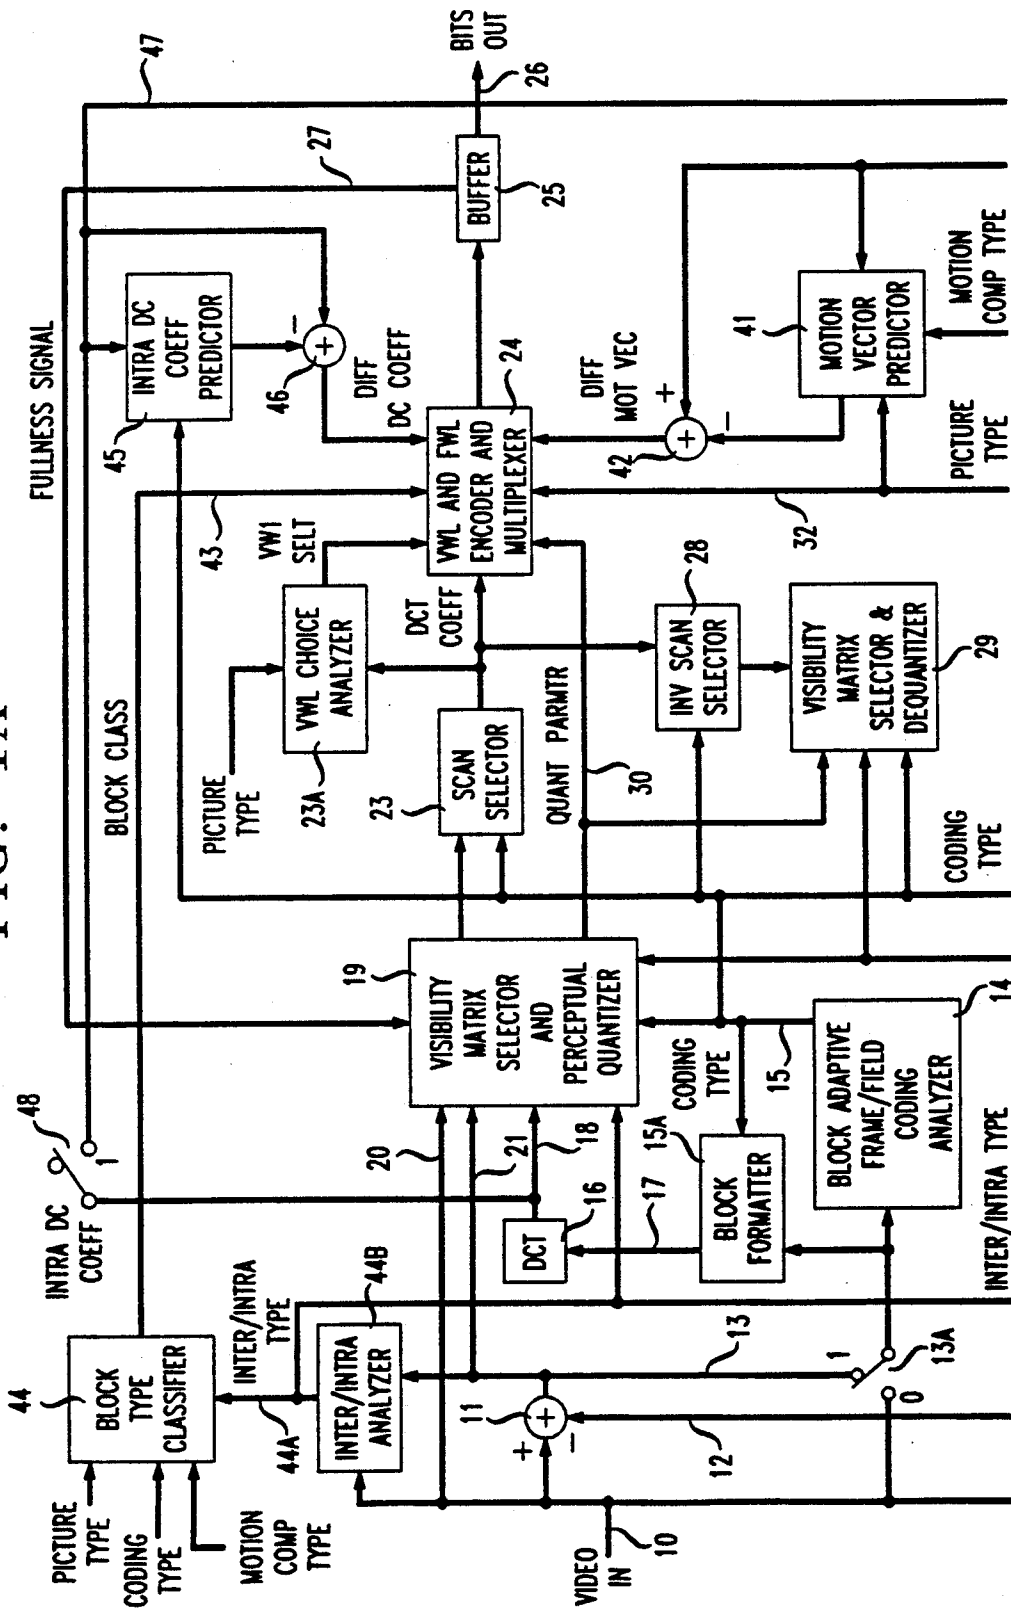 FIG. 1A
47
BITS
OUT
26
27
BUFFER
25
FULLNESS SIGNAL
INTRA DC
COEFF
PREDICTOR
45
−
+
46
DIFF
DC COEFF
24
VWL AND FWL
ENCODER AND
MULTIPLEXER
DIFF
MOT VEC
+
−
+
42
41
MOTION
VECTOR
PREDICTOR
MOTION
COMP TYPE
PICTURE
TYPE
32
43
VW1
SELT
VWL CHOICE
ANALYZER
23A
PICTURE
TYPE
DCT
COEFF
BLOCK CLASS
SCAN
SELECTOR
23
QUANT PARMTR
30
28
INV SCAN
SELECTOR
VISIBILITY
MATRIX
SELECTOR &
DEQUANTIZER
29
CODING
TYPE
19
VISIBILITY
MATRIX
SELECTOR
AND
PERCEPTUAL
QUANTIZER
CODING
TYPE
15
14
BLOCK ADAPTIVE
FRAME/FIELD
CODING
ANALYZER
15A
BLOCK
FORMATTER
17
DCT
16
18
21
20
48
1
INTRA DC
COEFF
INTER/INTRA TYPE
44
BLOCK
TYPE
CLASSIFIER
INTER/INTRA
TYPE
44A
44B
INTER/INTRA
ANALYZER
13
1
13A
0
11
+
+
−
12
PICTURE
TYPE
CODING
TYPE
MOTION
COMP TYPE
VIDEO
IN
10